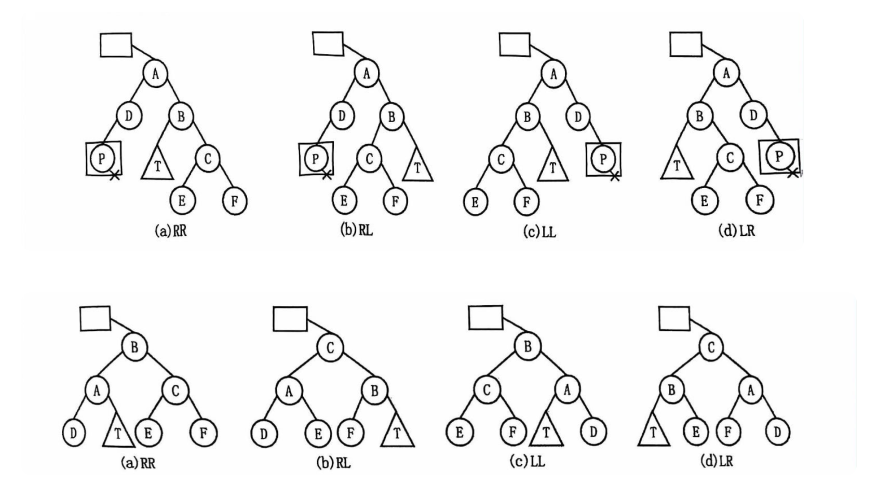 A A A A
D B D B B D B D
P T C P C T C T P T C P
E F E F E F E F
(a)RR (b)RL (c)LL (d)LR
B C B C
A C A B C A B A
D T E F D E F T E F T D T E F D
(a)RR (b)RL (c)LL (d)LR